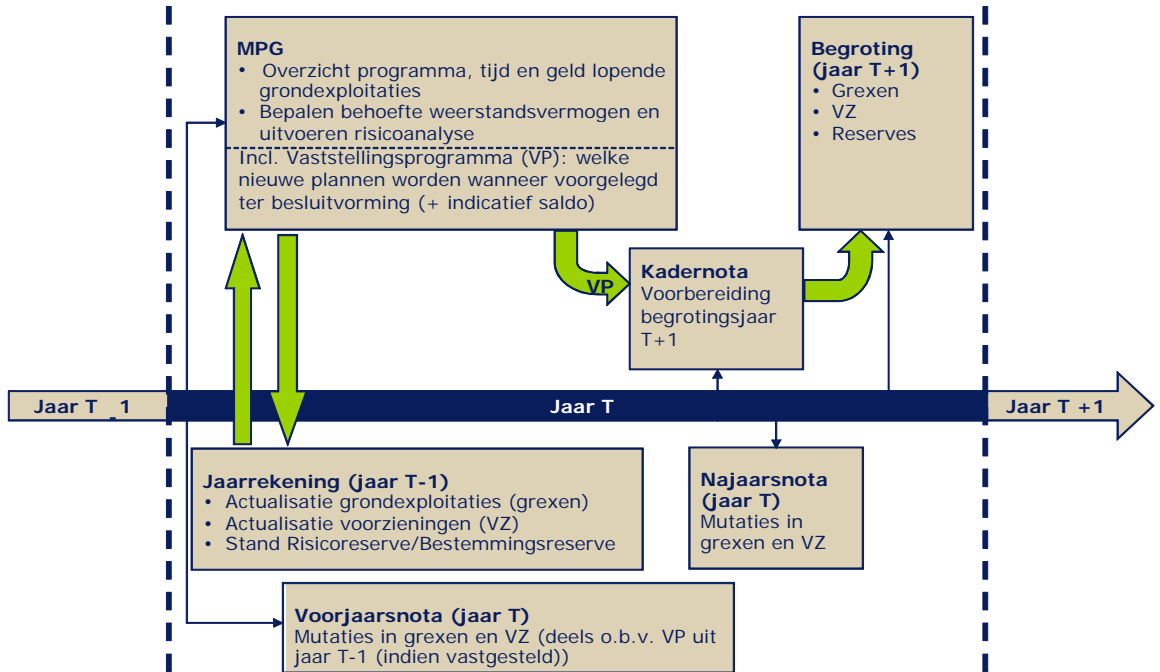 MPG
• Overzicht programma, tijd en geld lopende
grondexploitaties
• Bepalen behoefte weerstandsvermogen en
uitvoeren risicoanalyse
Incl. Vaststellingsprogramma (VP): welke
nieuwe plannen worden wanneer voorgelegd
ter besluitvorming (+ indicatief saldo)
Begroting
(jaar T+1)
• Grexen
• VZ
• Reserves
VP
Kadernota
Voorbereiding
begrotingsjaar
T+1
Jaar T _1
Jaar T
Jaar T +1
Jaarrekening (jaar T-1)
• Actualisatie grondexploitaties (grexen)
• Actualisatie voorzieningen (VZ)
• Stand Risicoreserve/Bestemmingsreserve
Najaarsnota
(jaar T)
Mutaties in
grexen en VZ
Voorjaarsnota (jaar T)
Mutaties in grexen en VZ (deels o.b.v. VP uit
jaar T-1 (indien vastgesteld))